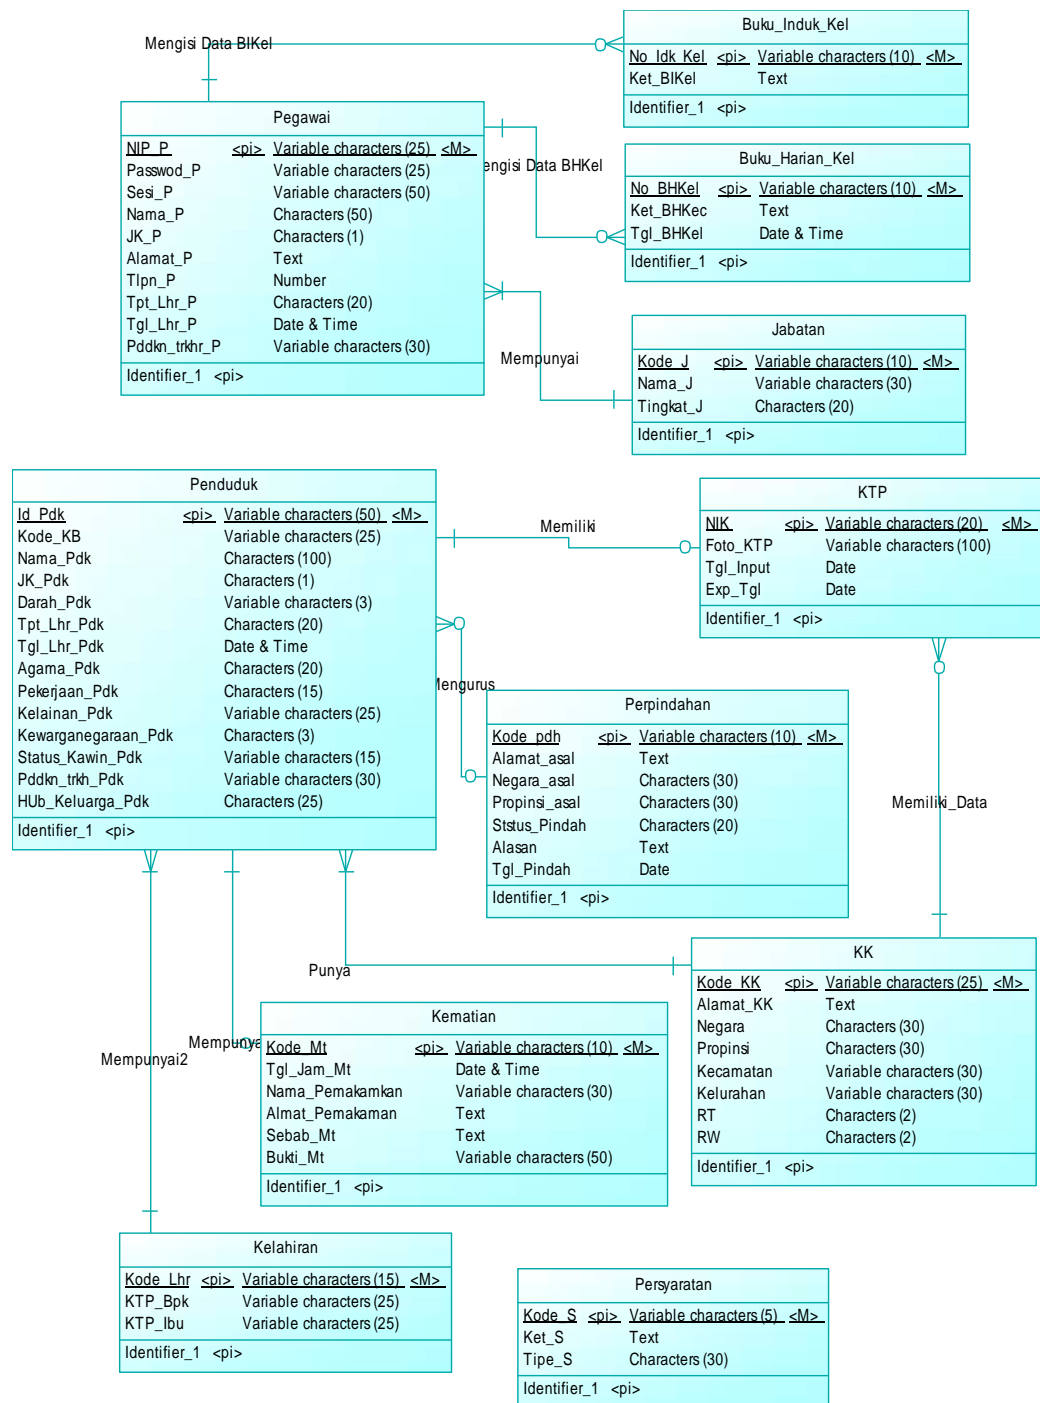 Buku_Induk_Kel
No_Idk_Kel <pi> Variable characters (10) <M>
Ket_BIKel Text
Identifier_1 <pi>
Mengisi Data BIKel
Pegawai
NIP_P <pi> Variable characters (25) <M>
Passwod_P Variable characters (25)
Sesi_P Variable characters (50)
Nama_P Characters (50)
JK_P Characters (1)
Alamat_P Text
Tlpn_P Number
Tpt_Lhr_P Characters (20)
Tgl_Lhr_P Date & Time
Pddkn_trkhr_P Variable characters (30)
Identifier_1 <pi>
engisi Data BHKel
Buku_Harian_Kel
No_BHKel <pi> Variable characters (10) <M>
Ket_BHKec Text
Tgl_BHKel Date & Time
Identifier_1 <pi>
Mempunyai
Jabatan
Kode_J <pi> Variable characters (10) <M>
Nama_J Variable characters (30)
Tingkat_J Characters (20)
Identifier_1 <pi>
Penduduk
Id_Pdk <pi> Variable characters (50) <M>
Kode_KB Variable characters (25)
Nama_Pdk Characters (100)
JK_Pdk Characters (1)
Darah_Pdk Variable characters (3)
Tpt_Lhr_Pdk Characters (20)
Tgl_Lhr_Pdk Date & Time
Agama_Pdk Characters (20)
Pekerjaan_Pdk Characters (15)
Kelainan_Pdk Variable characters (25)
Kewarganegaraan_Pdk Characters (3)
Status_Kawin_Pdk Variable characters (15)
Pddkn_trkh_Pdk Variable characters (30)
HUb_Keluarga_Pdk Characters (25)
Identifier_1 <pi>
Memiliki
KTP
NIK <pi> Variable characters (20) <M>
Foto_KTP Variable characters (100)
Tgl_Input Date
Exp_Tgl Date
Identifier_1 <pi>
Mengurus
Perpindahan
Kode_pdh <pi> Variable characters (10) <M>
Alamat_asal Text
Negara_asal Characters (30)
Propinsi_asal Characters (30)
Ststus_Pindah Characters (20)
Alasan Text
Tgl_Pindah Date
Identifier_1 <pi>
Memiliki_Data
KK
Kode_KK <pi> Variable characters (25) <M>
Alamat_KK Text
Negara Characters (30)
Propinsi Characters (30)
Kecamatan Variable characters (30)
Kelurahan Variable characters (30)
RT Characters (2)
RW Characters (2)
Identifier_1 <pi>
Punya
Mempunya
Mempunyai2
Kematian
Kode_Mt <pi> Variable characters (10) <M>
Tgl_Jam_Mt Date & Time
Nama_Pemakamkan Variable characters (30)
Almat_Pemakaman Text
Sebab_Mt Text
Bukti_Mt Variable characters (50)
Identifier_1 <pi>
Kelahiran
Kode_Lhr <pi> Variable characters (15) <M>
KTP_Bpk Variable characters (25)
KTP_Ibu Variable characters (25)
Identifier_1 <pi>
Persyaratan
Kode_S <pi> Variable characters (5) <M>
Ket_S Text
Tipe_S Characters (30)
Identifier_1 <pi>